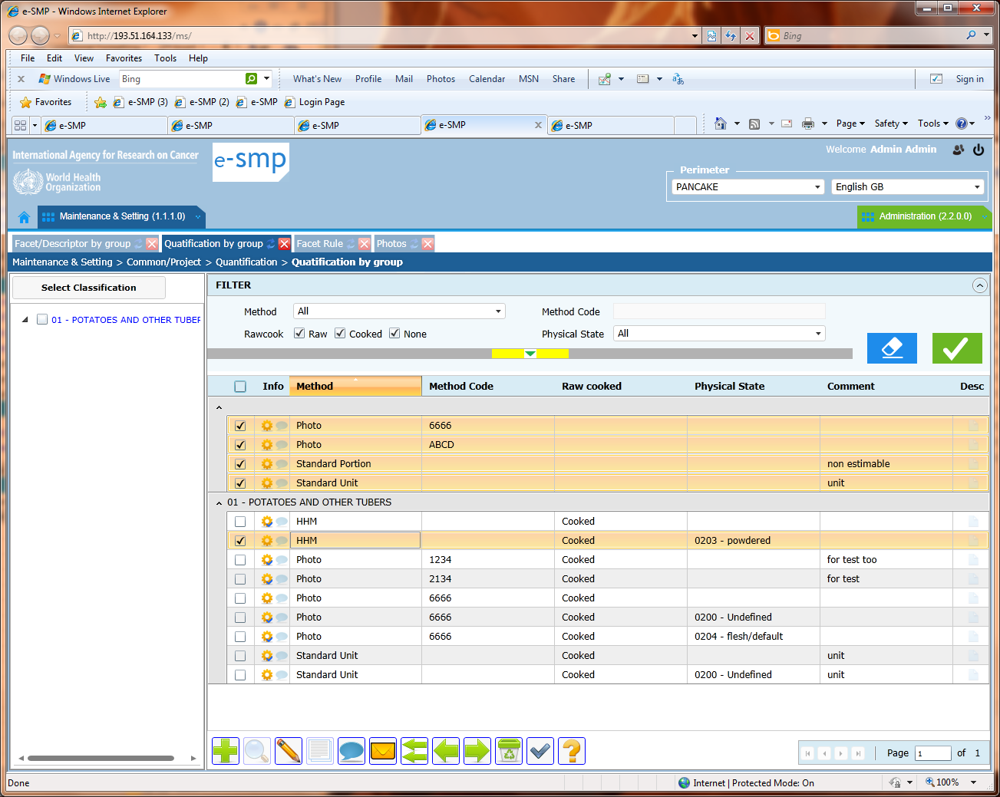 e-SMP - Windows Internet Explorer
http://193.51.164.133/ms/
Bing
File Edit View Favorites Tools Help
x Windows Live Bing What's New Profile Mail Photos Calendar MSN Share Sign in
Favorites e-SMP (3) e-SMP (2) e-SMP Login Page
e-SMP e-SMP e-SMP e-SMP x e-SMP Page Safety Tools
International Agency for Research on Cancer
World Health
Organization
e-smp
Welcome Admin Admin
Perimeter
PANCAKE English GB
Maintenance & Setting (1.1.1.0) Administration (2.2.0.0)
Facet/Descriptor by group Quatification by group Facet Rule Photos
Maintenance & Setting > Common/Project > Quantification > Quatification by group
Select Classification
01 - POTATOES AND OTHER TUBER
FILTER
Method All Method Code
Rawcook Raw Cooked None Physical State All
Info Method Method Code Raw cooked Physical State Comment Desc
Photo 6666
Photo ABCD
Standard Portion non estimable
Standard Unit unit
01 - POTATOES AND OTHER TUBERS
HHM Cooked
HHM Cooked 0203 - powdered
Photo 1234 Cooked for test too
Photo 2134 Cooked for test
Photo 6666 Cooked
Photo 6666 Cooked 0200 - Undefined
Photo 6666 Cooked 0204 - flesh/default
Standard Unit Cooked unit
Standard Unit Cooked 0200 - Undefined unit
Page 1 of 1
Done Internet | Protected Mode: On 100%